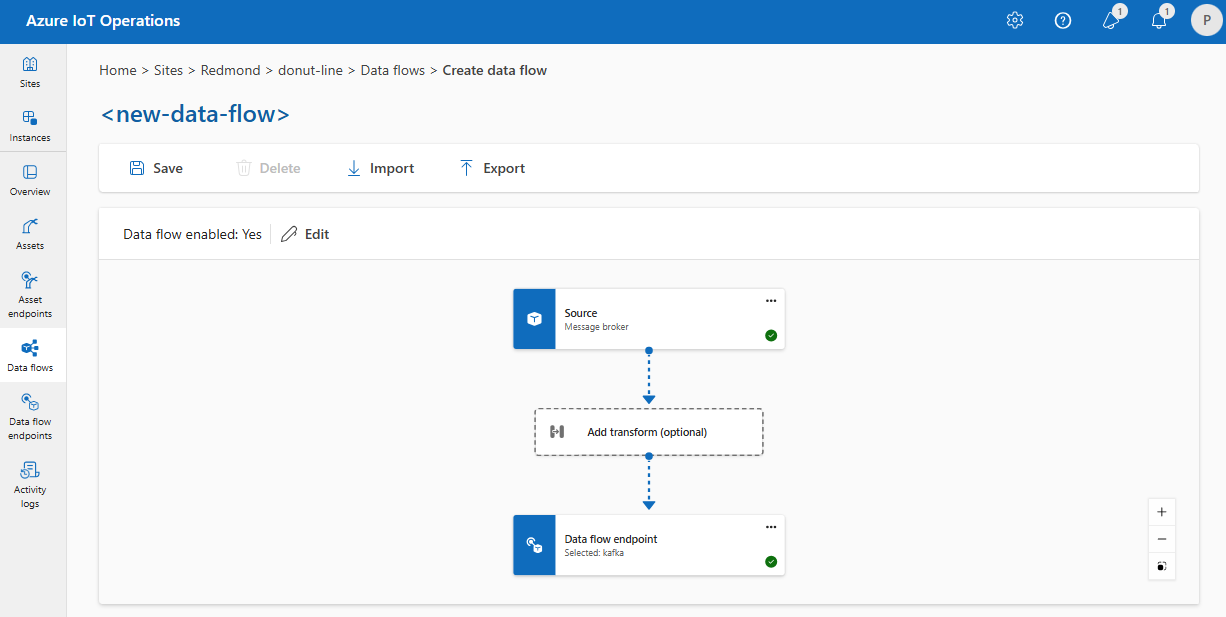 Azure IoT Operations
1
1
P
Home > Sites > Redmond > donut-line > Data flows > Create data flow
Sites
Instances
Overview
Assets
Asset
endpoints
Data flows
Data flow
endpoints
Activity
logs
<new-data-flow>
Save
Delete
Import
Export
Data flow enabled: Yes
Edit
Source
Message broker
Add transform (optional)
Data flow endpoint
Selected: kafka